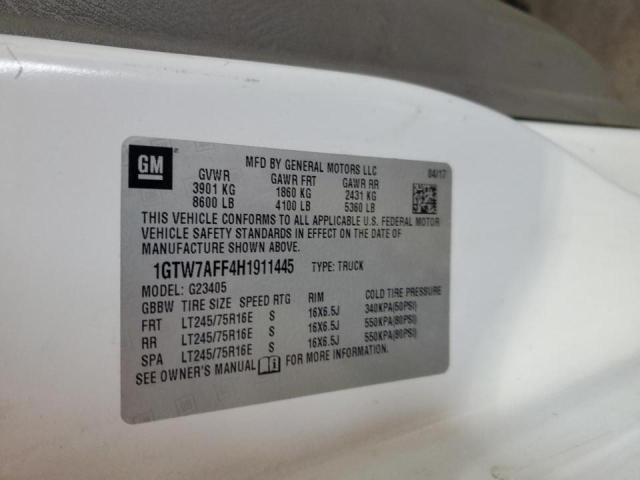 GM
MFD BY GENERAL MOTORS LLC 04/17
GVWR GAWR FRT GAWR RR
3901 KG 1860 KG 2431 KG
8600 LB 4100 LB 5360 LB
THIS VEHICLE CONFORMS TO ALL APPLICABLE U.S. FEDERAL MOTOR
VEHICLE SAFETY STANDARDS IN EFFECT ON THE DATE OF
MANUFACTURE SHOWN ABOVE.
1GTW7AFF4H1911445 TYPE: TRUCK
MODEL: G23405
GBBW TIRE SIZE SPEED RTG RIM COLD TIRE PRESSURE
FRT LT245/75R16E S 16X6.5J 340KPA(50PSI)
RR LT245/75R16E S 16X6.5J 550KPA(80PSI)
SPA LT245/75R16E S 16X6.5J 550KPA(80PSI)
SEE OWNER'S MANUAL FOR MORE INFORMATION.